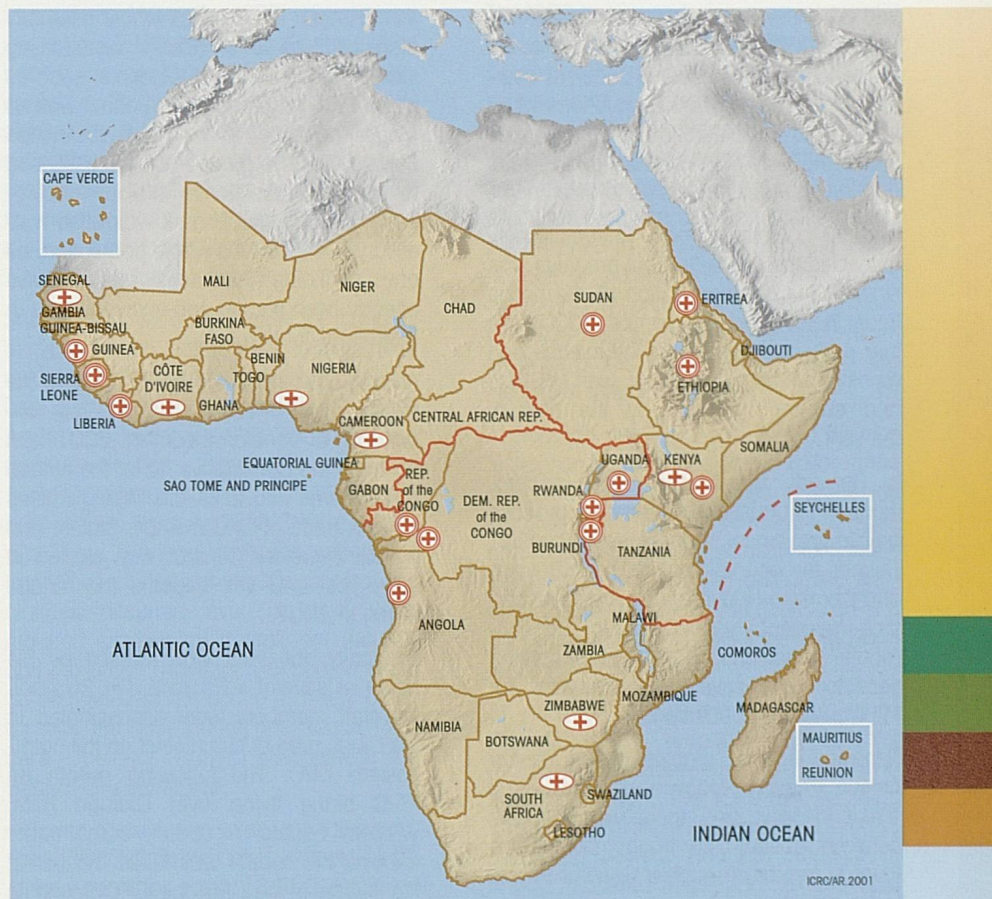 CAPE VERDE
SENEGAL
GAMBIA
GUINEA-BISSAU
GUINEA
SIERRA
LEONE
LIBERIA
MALI
BURKINA
FASO
CÔTE
D'IVOIRE
GHANA
TOGO
BENIN
NIGER
NIGERIA
CHAD
SUDAN
ERITREA
DJIBOUTI
ETHIOPIA
SOMALIA
CAMEROON
CENTRAL AFRICAN REP.
EQUATORIAL GUINEA
SAO TOME AND PRINCIPE
GABON
REP.
of the
CONGO
DEM. REP.
of the
CONGO
UGANDA
KENYA
RWANDA
BURUNDI
TANZANIA
SEYCHELLES
ANGOLA
MALAWI
ZAMBIA
COMOROS
ATLANTIC OCEAN
MOZAMBIQUE
MADAGASCAR
ZIMBABWE
NAMIBIA
BOTSWANA
MAURITIUS
REUNION
SOUTH
AFRICA
SWAZILAND
LESOTHO
INDIAN OCEAN
ICRC/AR.2001